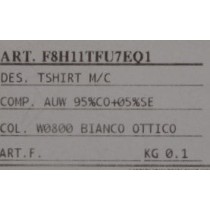 ART. F8H11TFU7EQ1
DES. TSHIRT M/C
COMP. AUW 95%CO+05%SE
COL. W0800 BIANCO OTTICO
ART.F. KG 0.1